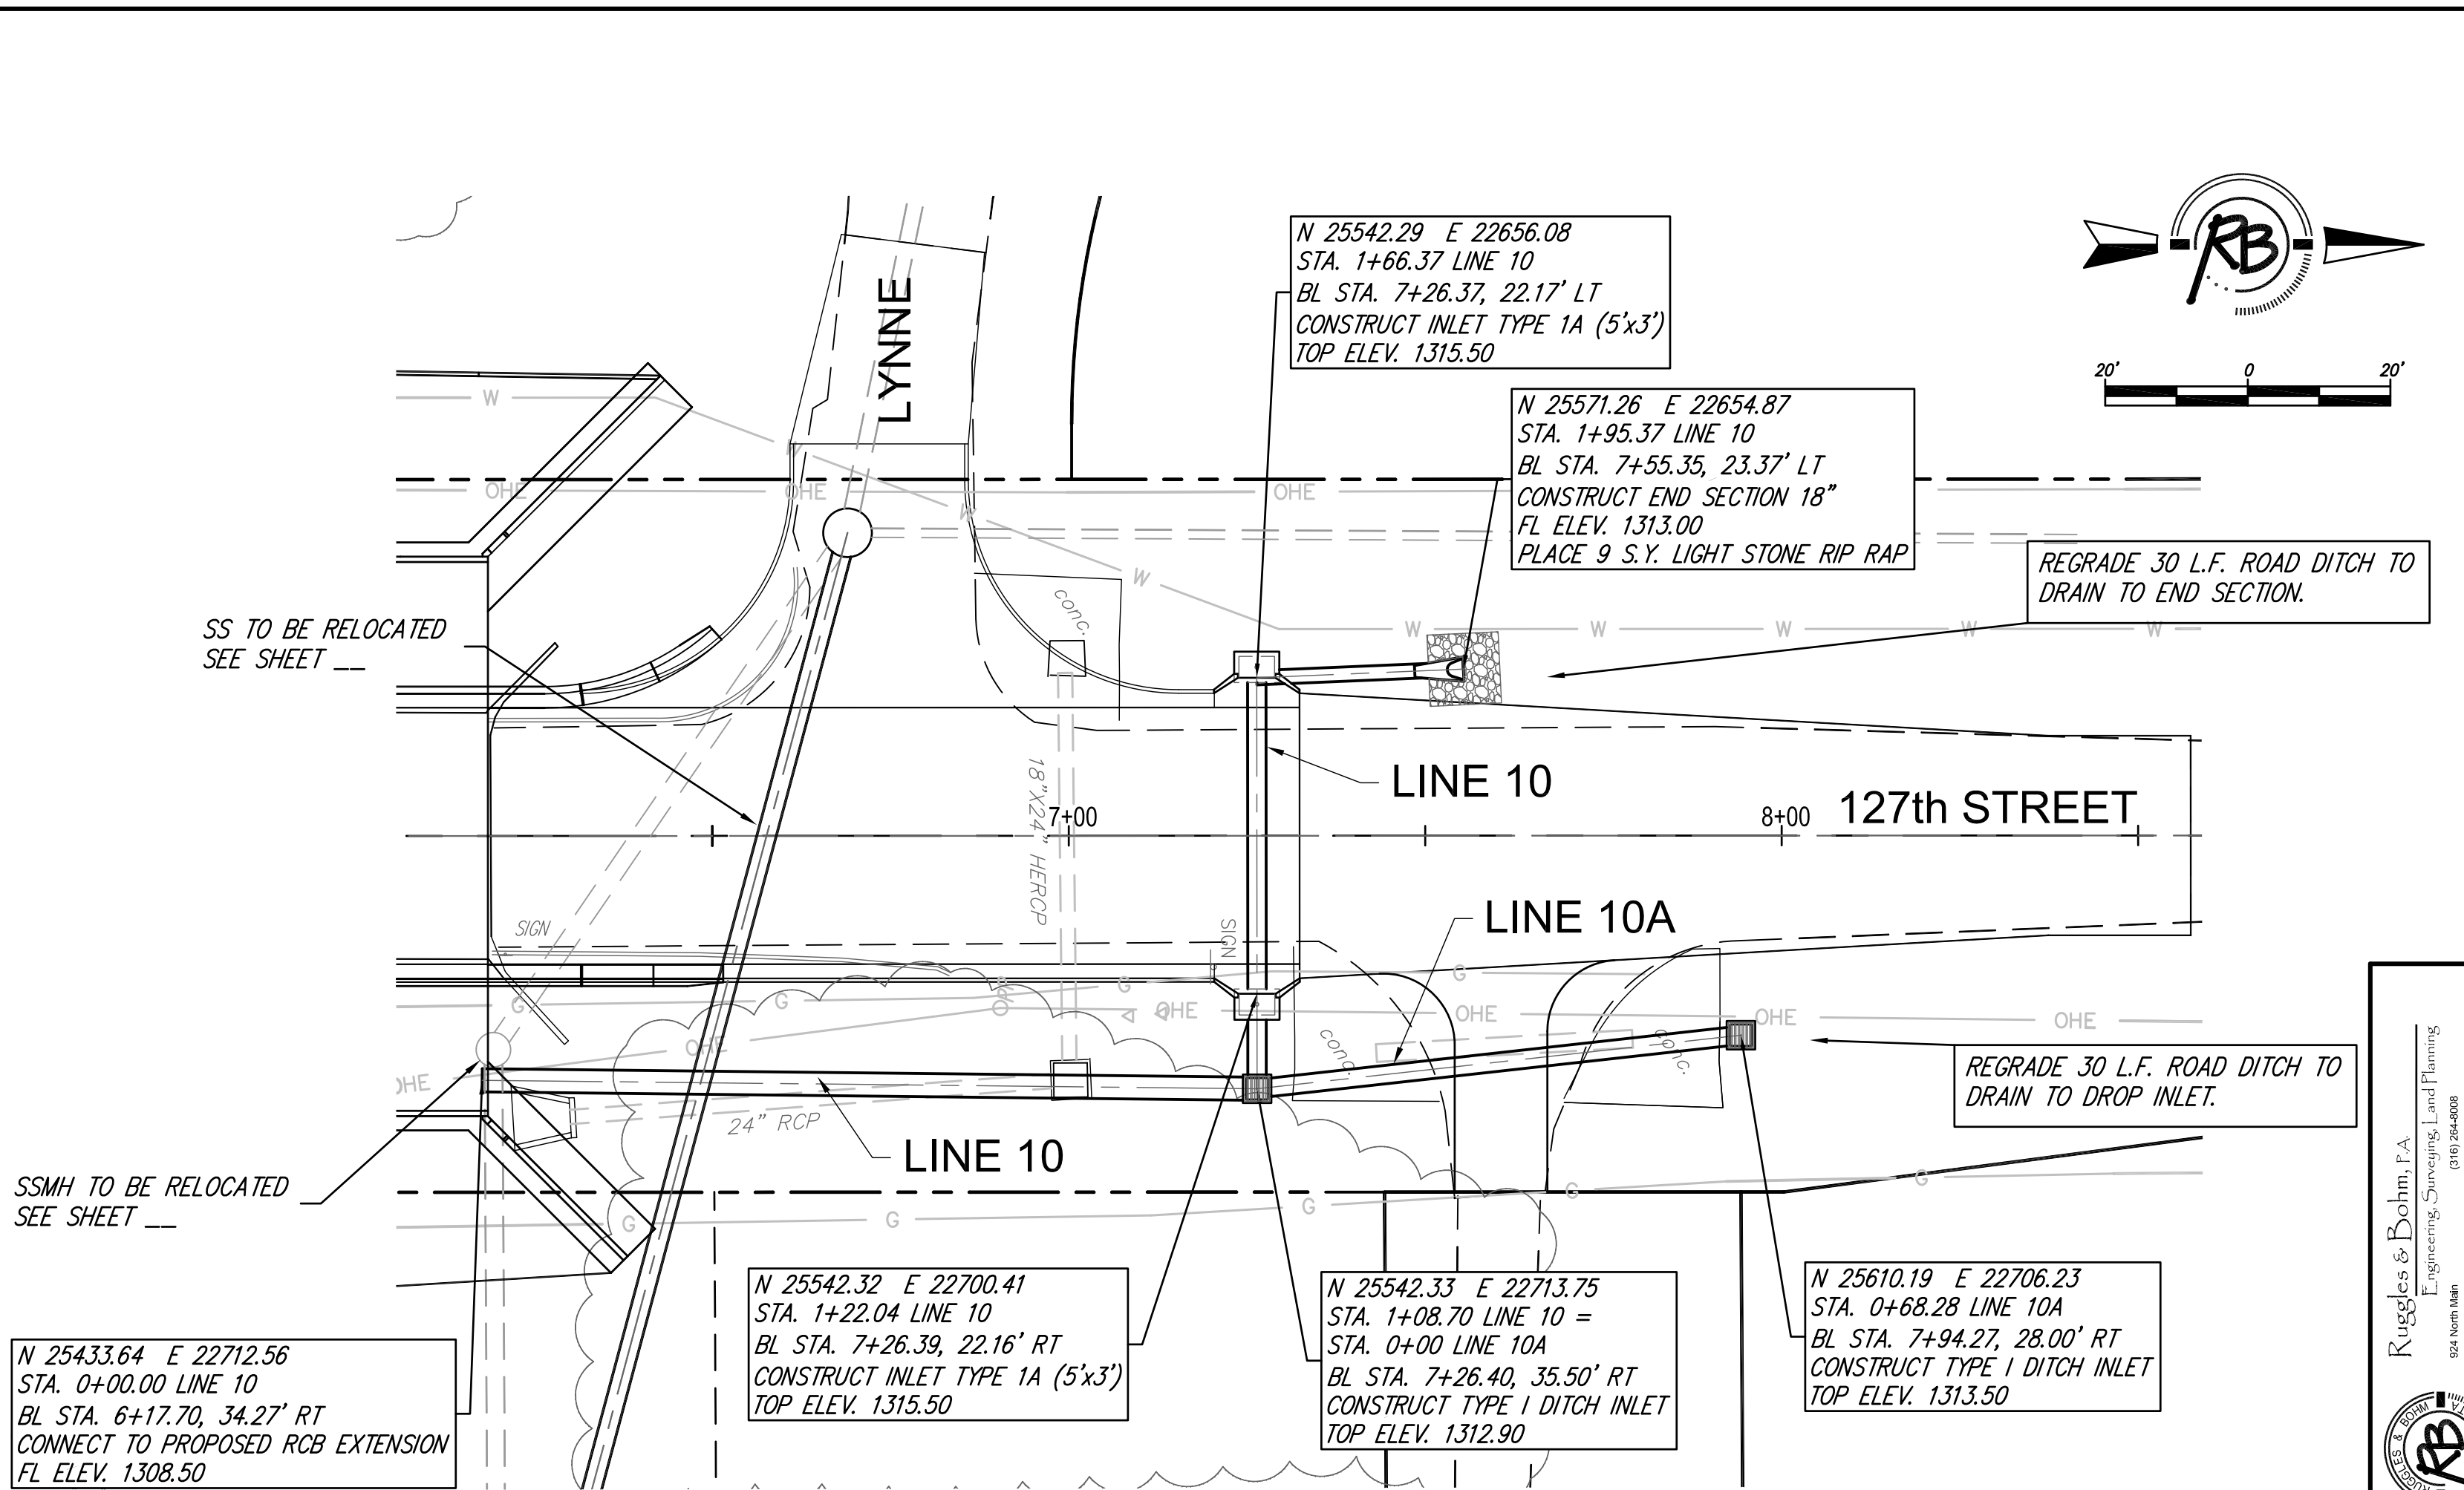 N 25542.29 E 22656.08
STA. 1+66.37 LINE 10
BL STA. 7+26.37, 22.17' LT
CONSTRUCT INLET TYPE 1A (5'x3')
TOP ELEV. 1315.50
RB
20' 0 20'
LYNNE
N 25571.26 E 22654.87
STA. 1+95.37 LINE 10
BL STA. 7+55.35, 23.37' LT
CONSTRUCT END SECTION 18"
FL ELEV. 1313.00
PLACE 9 S.Y. LIGHT STONE RIP RAP
W
W
W
W
W
W
W
W
W
OHE
OHE
OHE
REGRADE 30 L.F. ROAD DITCH TO
DRAIN TO END SECTION.
SS TO BE RELOCATED
SEE SHEET __
conc.
LINE 10
18"X24" HERCP
7+00
8+00
127th STREET
SIGN
SIGN
LINE 10A
G
G
G
G
OHE
OHE
OHE
OHE
OHE
OHE
OHE
conc.
conc.
REGRADE 30 L.F. ROAD DITCH TO
DRAIN TO DROP INLET.
24" RCP
LINE 10
SSMH TO BE RELOCATED
SEE SHEET __
G
G
G
G
G
N 25433.64 E 22712.56
STA. 0+00.00 LINE 10
BL STA. 6+17.70, 34.27' RT
CONNECT TO PROPOSED RCB EXTENSION
FL ELEV. 1308.50
N 25542.32 E 22700.41
STA. 1+22.04 LINE 10
BL STA. 7+26.39, 22.16' RT
CONSTRUCT INLET TYPE 1A (5'x3')
TOP ELEV. 1315.50
N 25542.33 E 22713.75
STA. 1+08.70 LINE 10 =
STA. 0+00 LINE 10A
BL STA. 7+26.40, 35.50' RT
CONSTRUCT TYPE I DITCH INLET
TOP ELEV. 1312.90
N 25610.19 E 22706.23
STA. 0+68.28 LINE 10A
BL STA. 7+94.27, 28.00' RT
CONSTRUCT TYPE I DITCH INLET
TOP ELEV. 1313.50
Ruggles & Bohm, P.A.
Engineering, Surveying, Land Planning
924 North Main (316) 264-8008
RUGGLES & BOHM
RB